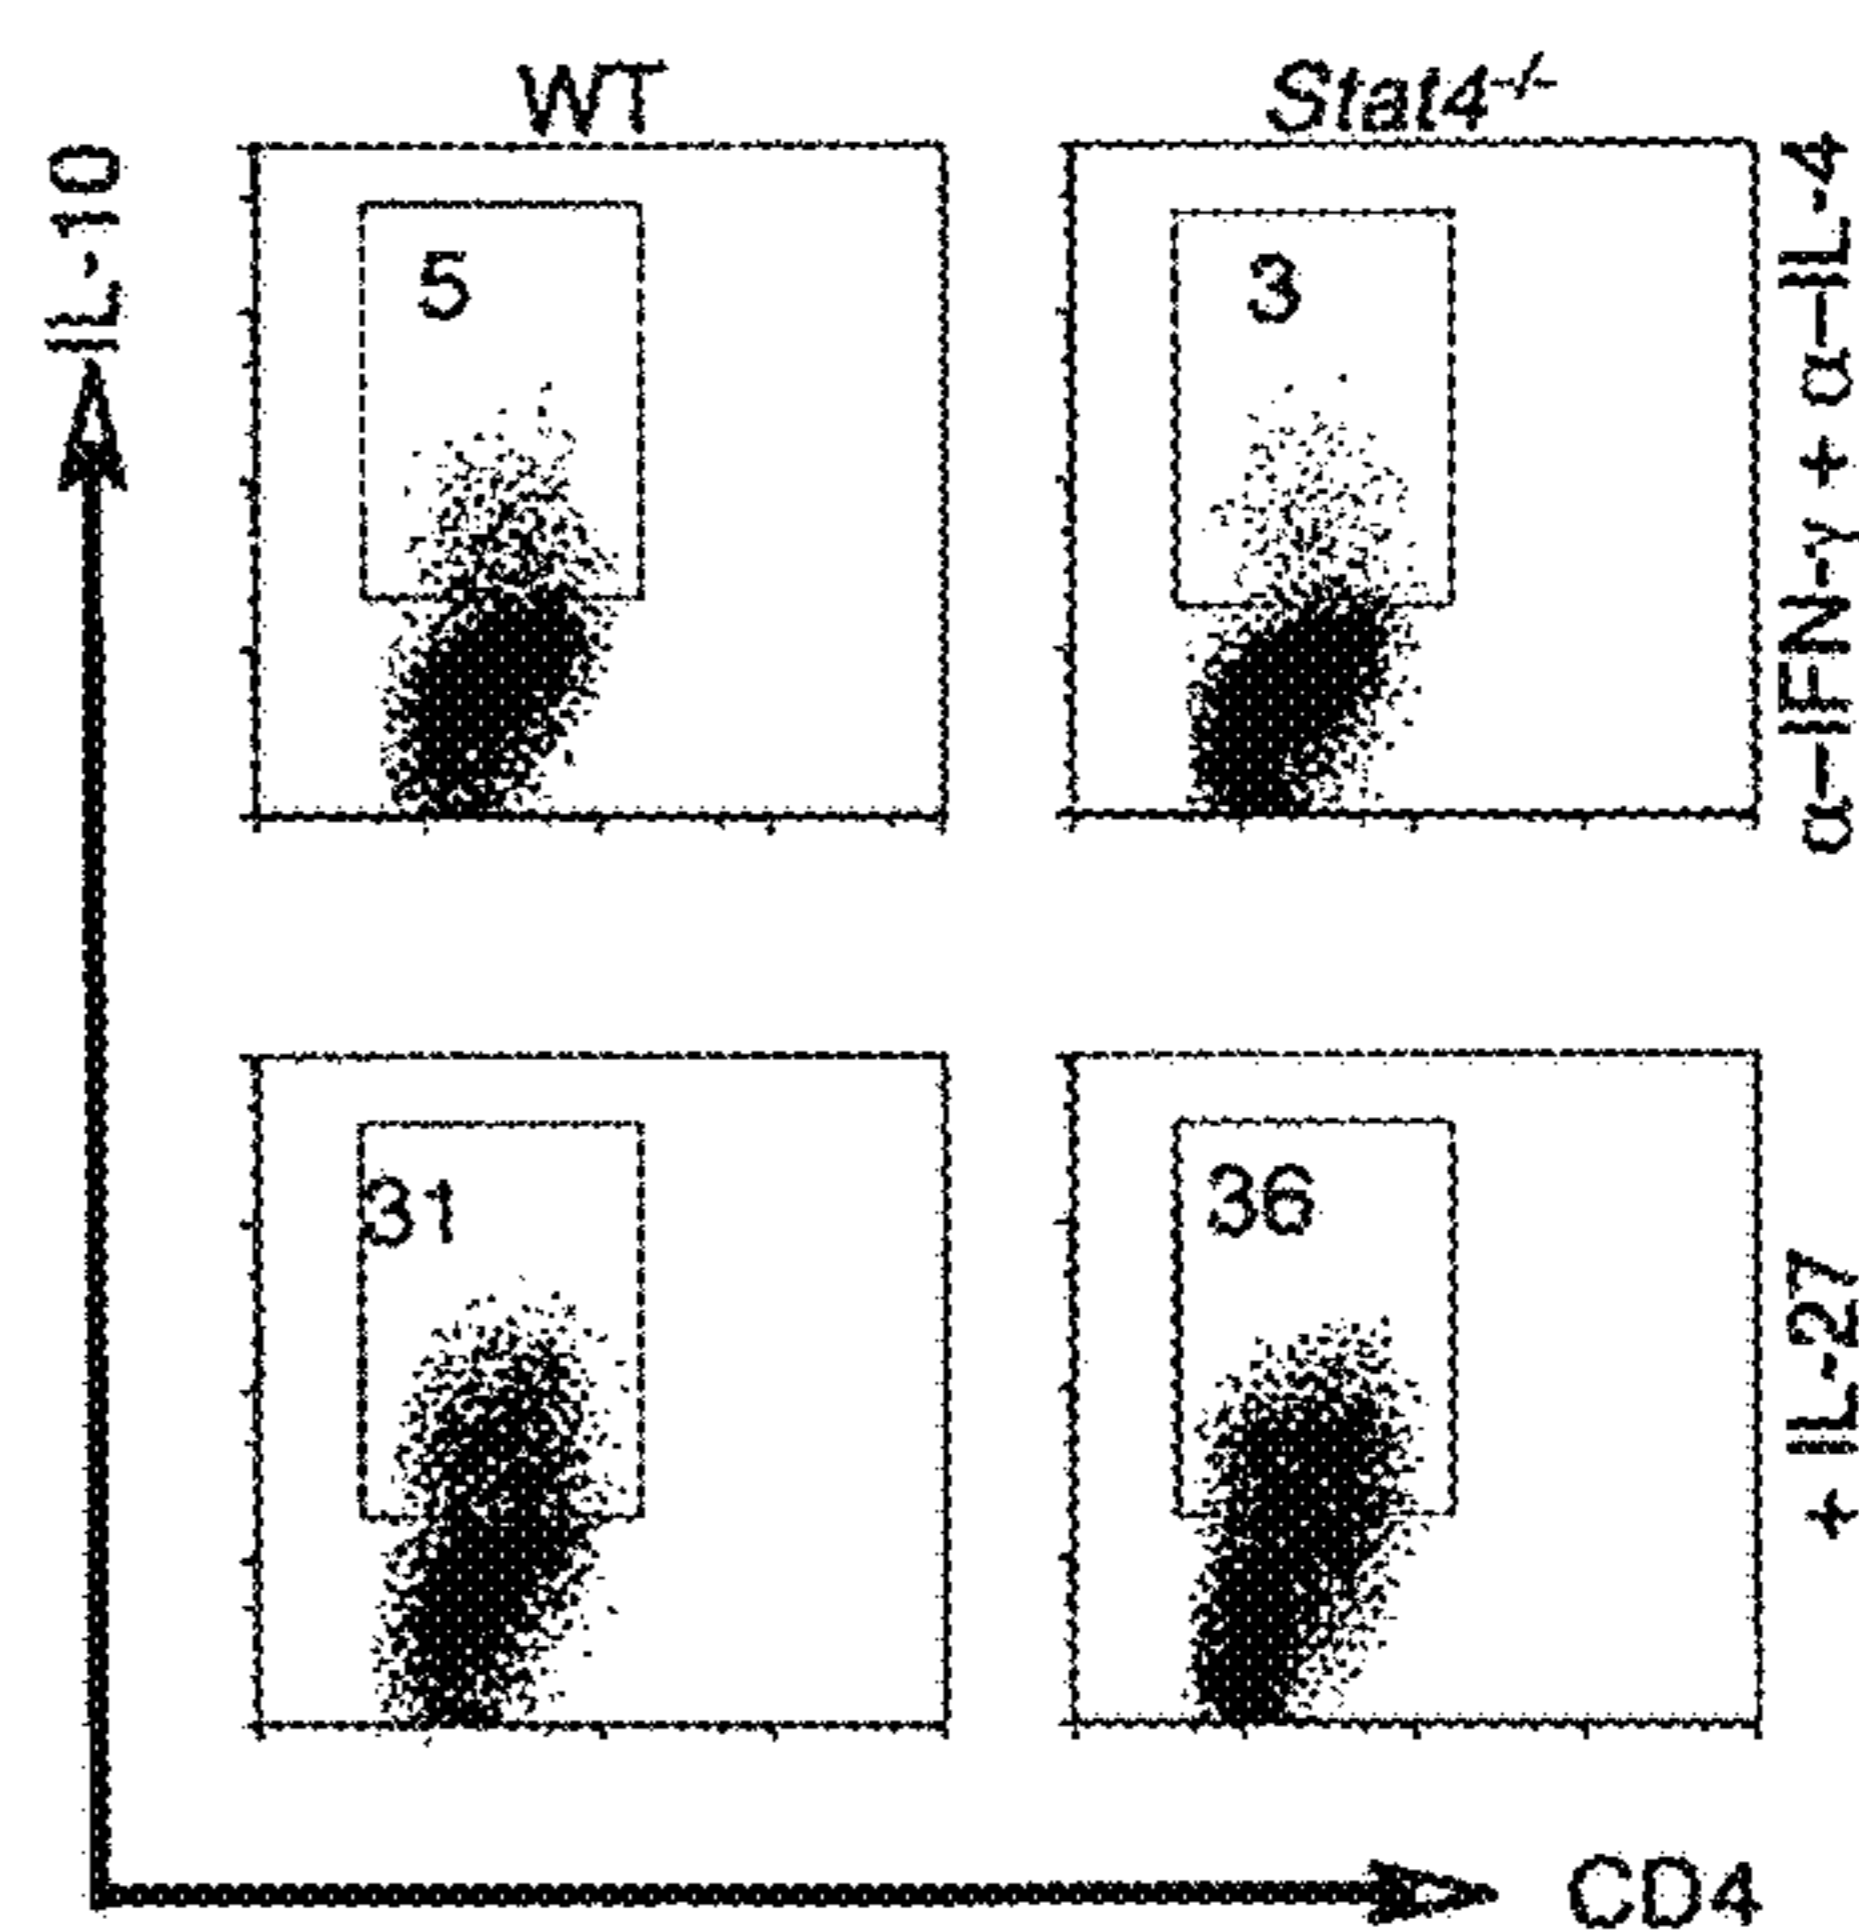 WT
Stat4-/-
IL-10
5
3
α–IFN-γ + α–IL-4
31
36
+ IL-27
CD4